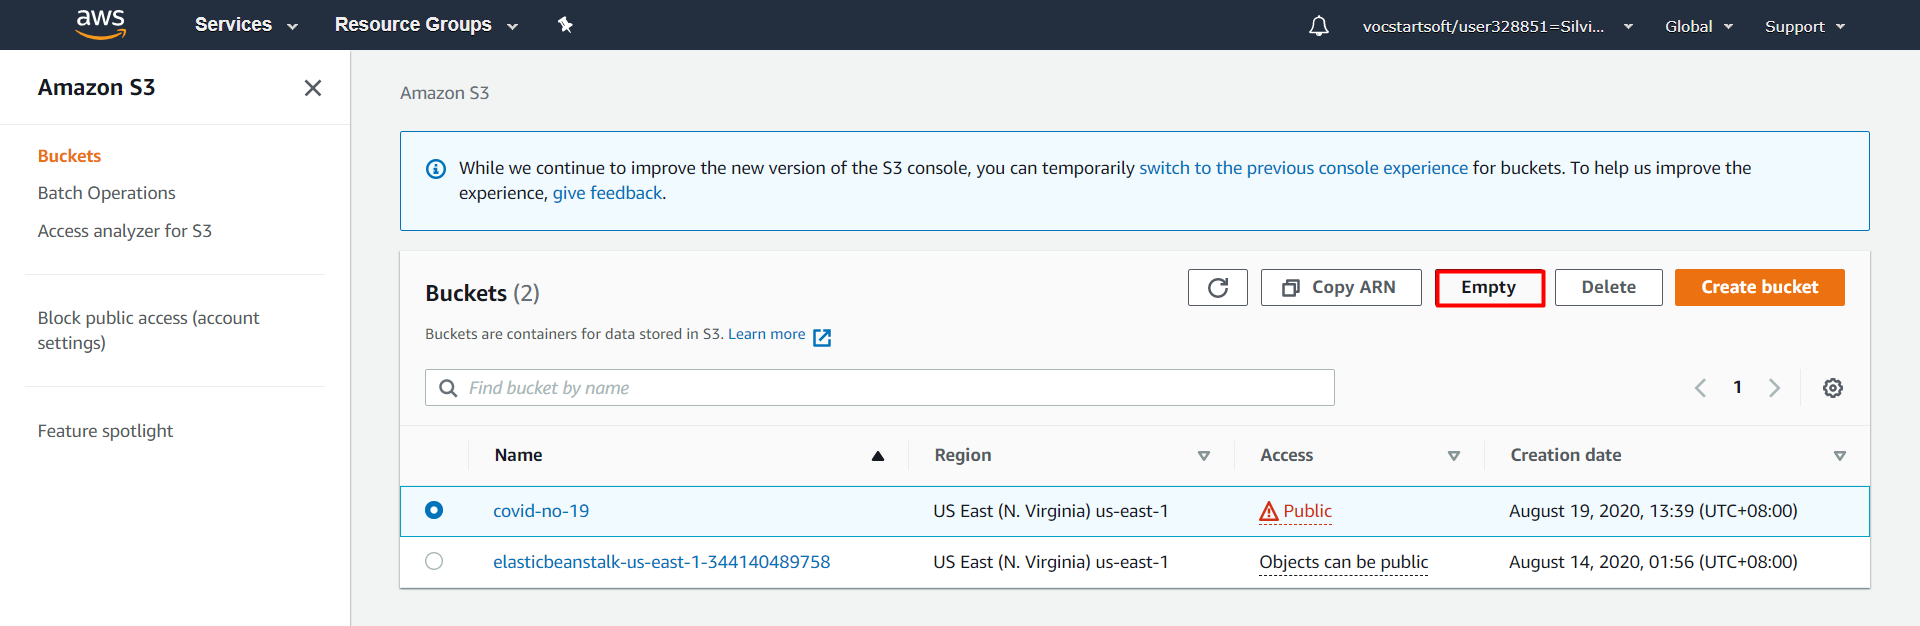 aws Services Resource Groups vocstartsoft/user328851=Silvi... Global Support
Amazon S3
Buckets
Batch Operations
Access analyzer for S3
Block public access (account
settings)
Feature spotlight
Amazon S3
While we continue to improve the new version of the S3 console, you can temporarily switch to the previous console experience for buckets. To help us improve the
experience, give feedback.
Buckets (2) Copy ARN Empty Delete Create bucket
Buckets are containers for data stored in S3. Learn more
Find bucket by name 1
Name Region Access Creation date
covid-no-19 US East (N. Virginia) us-east-1 Public August 19, 2020, 13:39 (UTC+08:00)
elasticbeanstalk-us-east-1-344140489758 US East (N. Virginia) us-east-1 Objects can be public August 14, 2020, 01:56 (UTC+08:00)